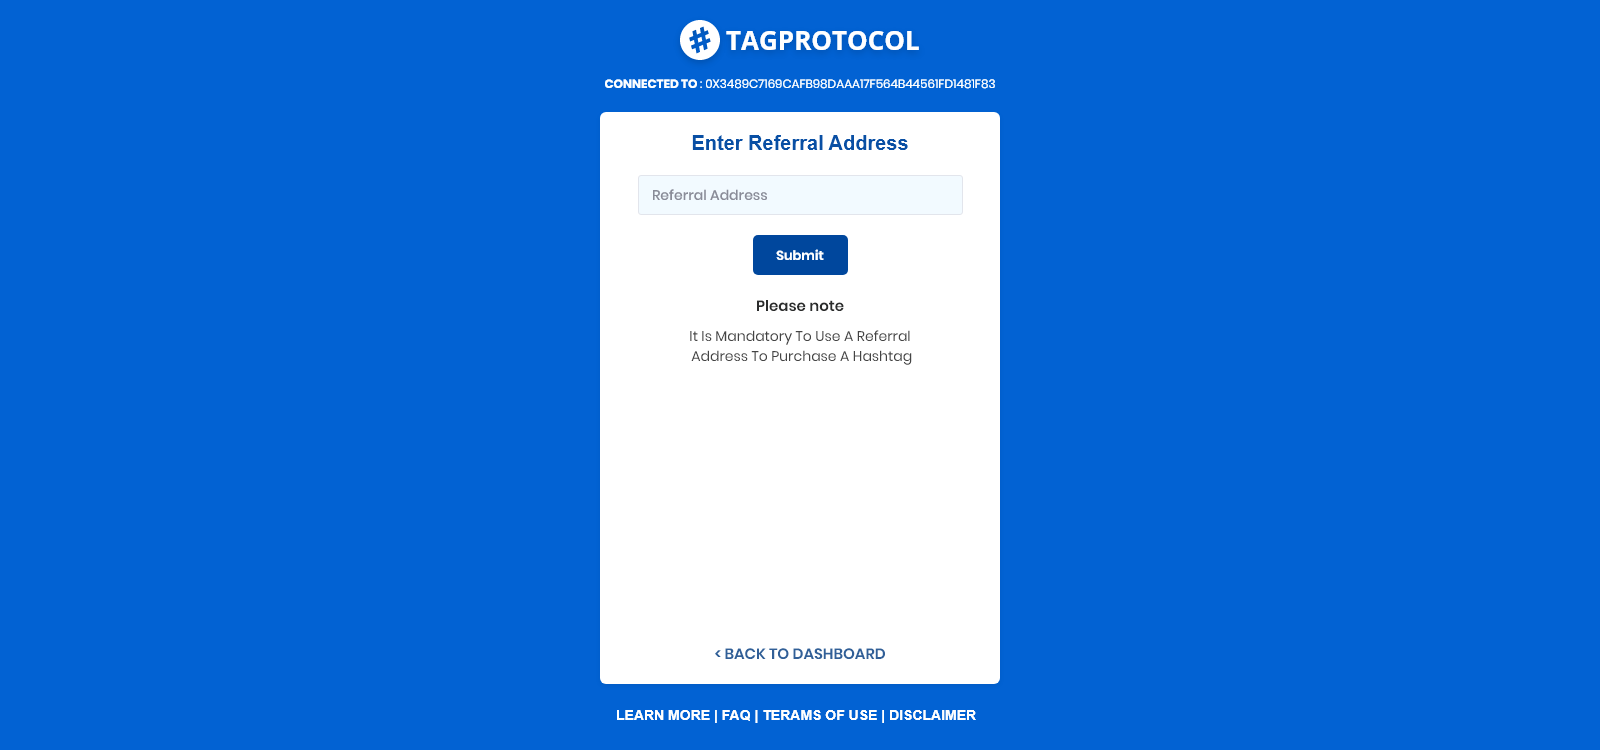 # TAGPROTOCOL
CONNECTED TO : 0X3489C7169CAFB98DAAA17F564B44561FD1481F83
Enter Referral Address
Referral Address
Submit
Please note
It Is Mandatory To Use A Referral
Address To Purchase A Hashtag
< BACK TO DASHBOARD
LEARN MORE | FAQ | TERAMS OF USE | DISCLAIMER